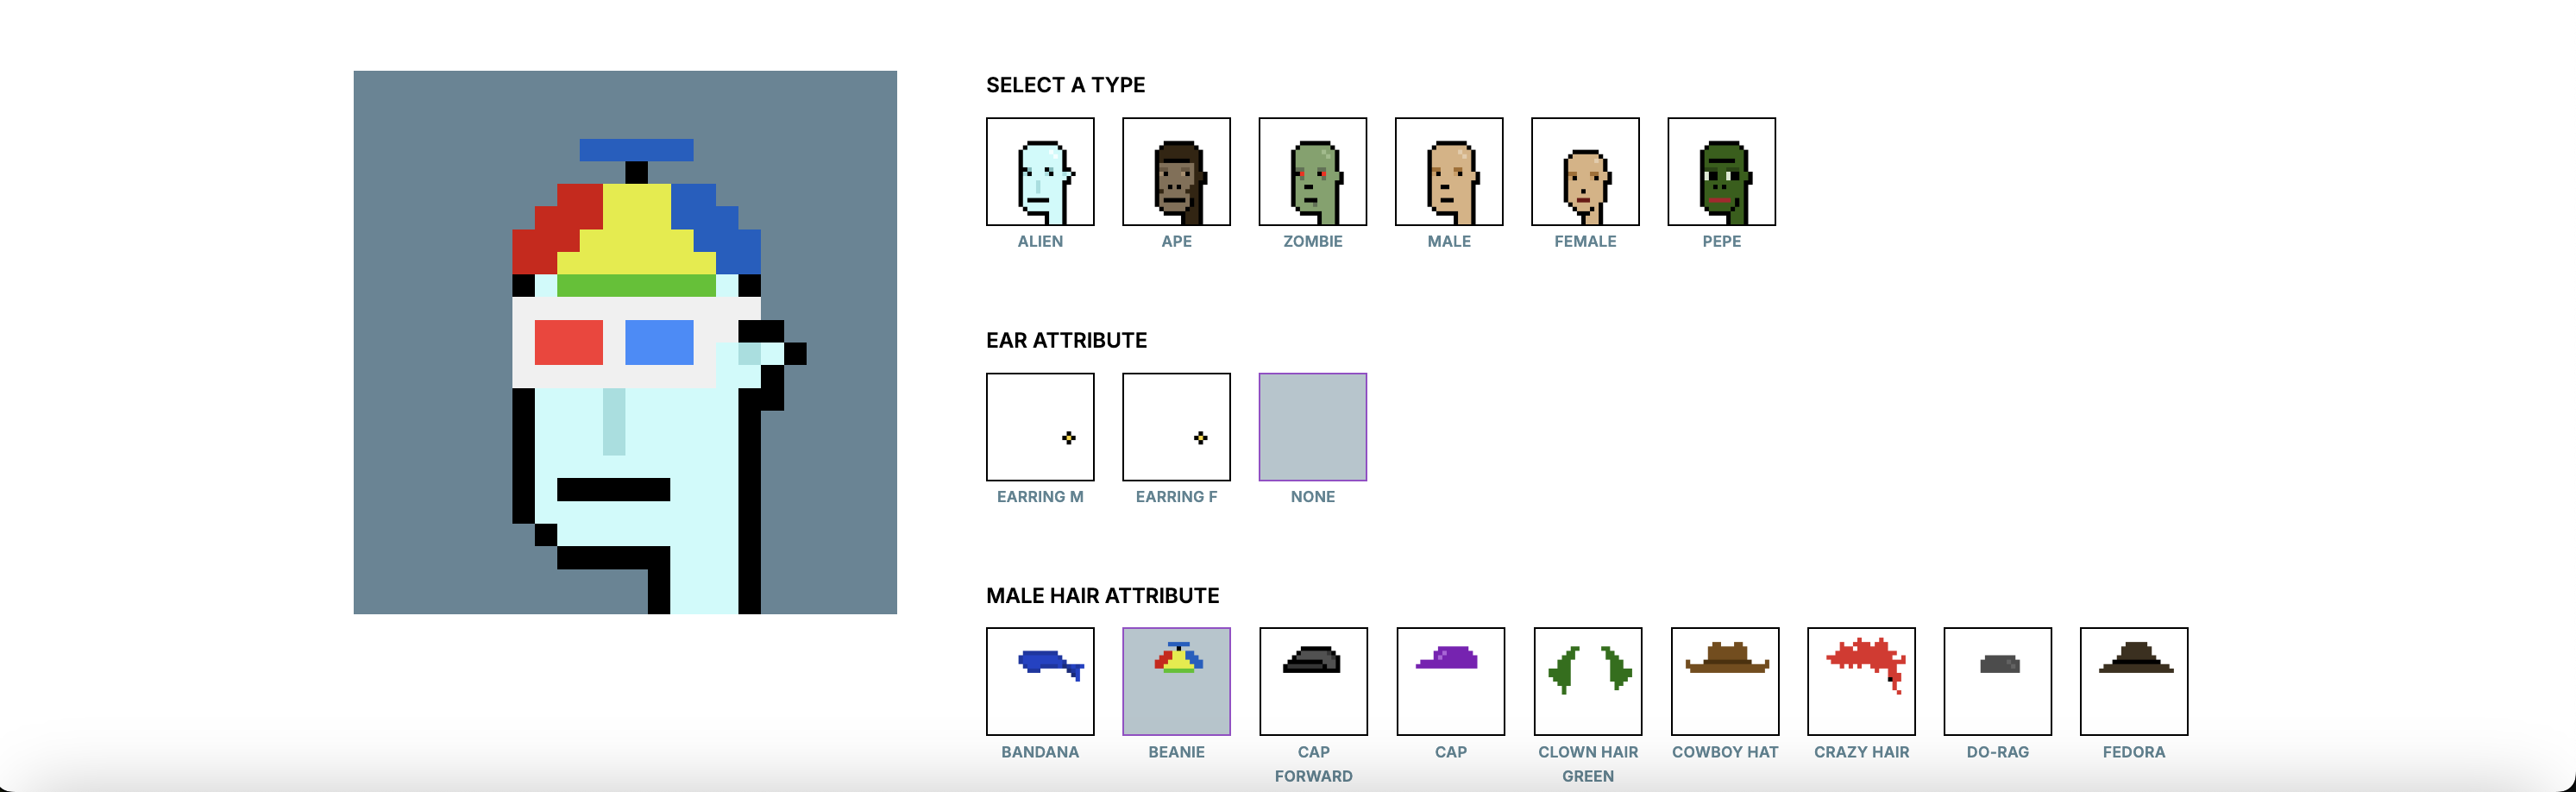 SELECT A TYPE
ALIEN
APE
ZOMBIE
MALE
FEMALE
PEPE
EAR ATTRIBUTE
EARRING M
EARRING F
NONE
MALE HAIR ATTRIBUTE
BANDANA
BEANIE
CAP
FORWARD
CAP
CLOWN HAIR
GREEN
COWBOY HAT
CRAZY HAIR
DO-RAG
FEDORA